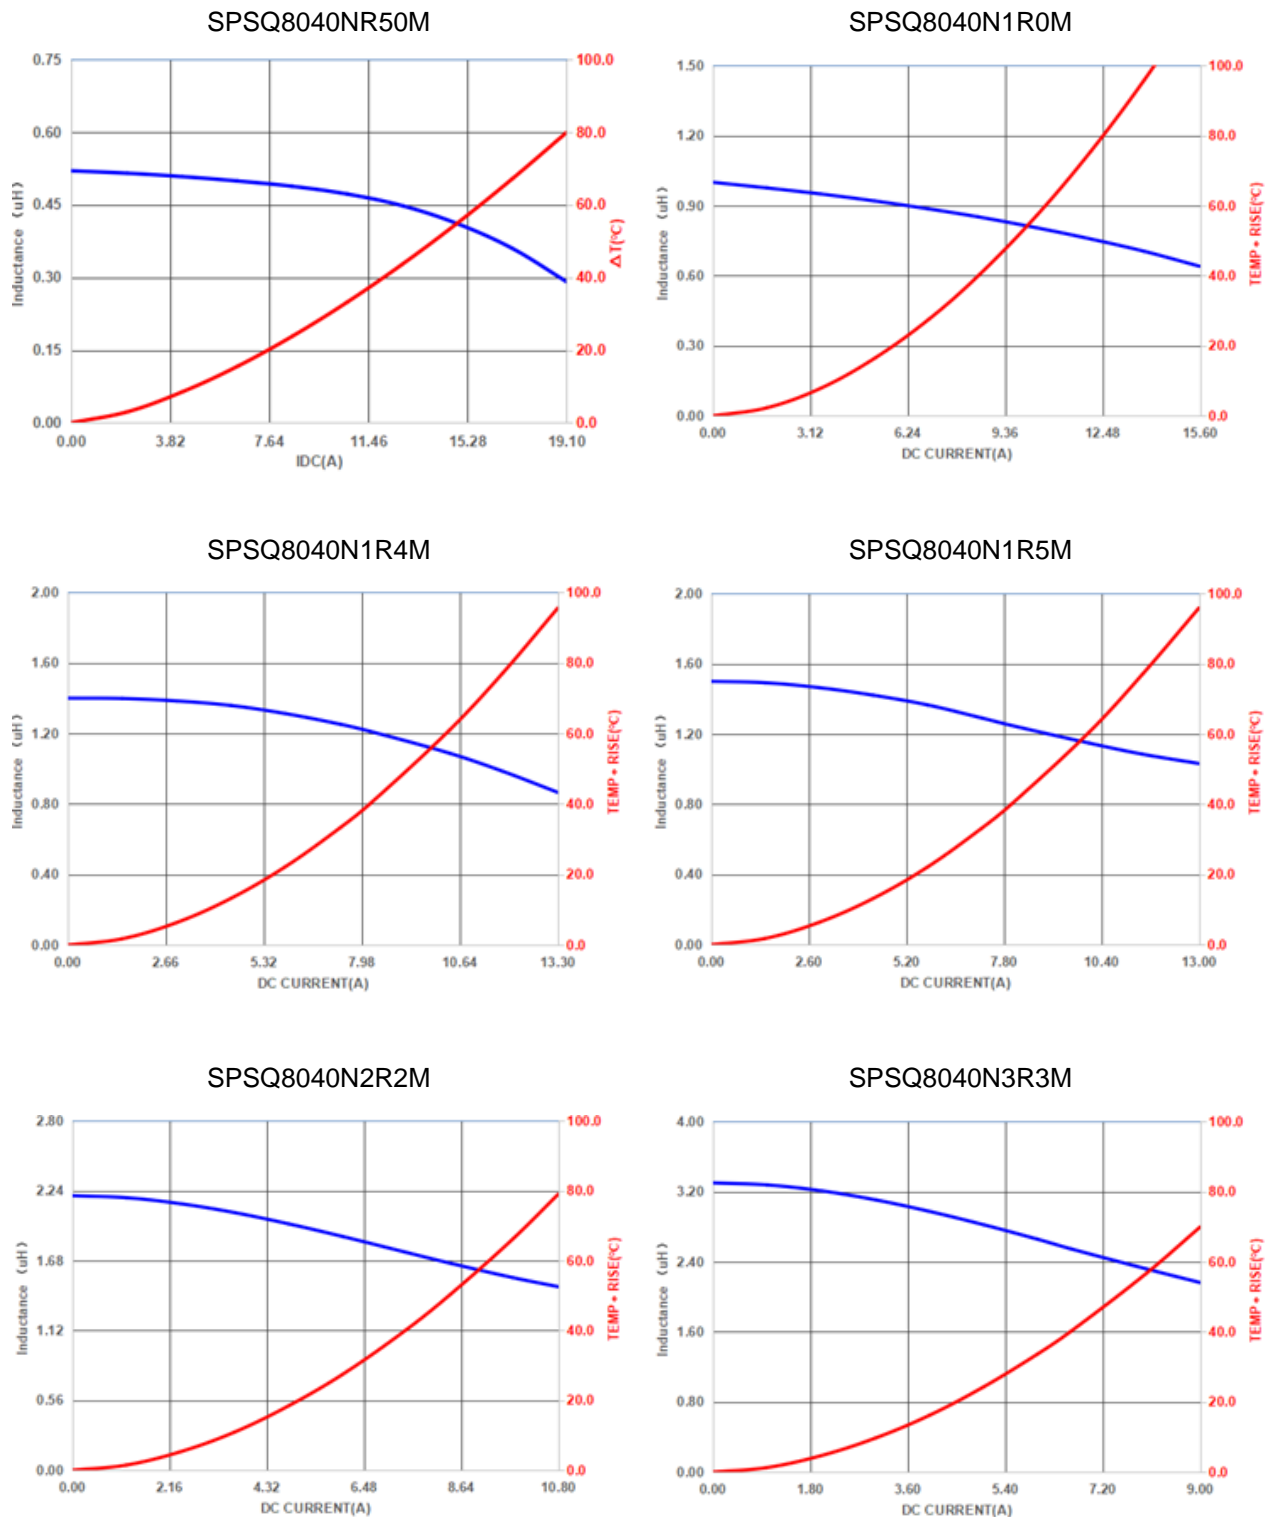 SPSQ8040NR50M
0.75
0.60
0.45
0.30
0.15
0.00
Inductance (uH)
100.0
80.0
60.0
40.0
20.0
0.0
ΔT(℃)
0.00 3.82 7.64 11.46 15.28 19.10
IDC(A)
SPSQ8040N1R0M
1.50
1.20
0.90
0.60
0.30
0.00
Inductance (uH)
100.0
80.0
60.0
40.0
20.0
0.0
TEMP • RISE(℃)
0.00 3.12 6.24 9.36 12.48 15.60
DC CURRENT(A)
SPSQ8040N1R4M
2.00
1.60
1.20
0.80
0.40
0.00
Inductance (uH)
100.0
80.0
60.0
40.0
20.0
0.0
TEMP • RISE(℃)
0.00 2.66 5.32 7.98 10.64 13.30
DC CURRENT(A)
SPSQ8040N1R5M
2.00
1.60
1.20
0.80
0.40
0.00
Inductance (uH)
100.0
80.0
60.0
40.0
20.0
0.0
TEMP • RISE(℃)
0.00 2.60 5.20 7.80 10.40 13.00
DC CURRENT(A)
SPSQ8040N2R2M
2.80
2.24
1.68
1.12
0.56
0.00
Inductance (uH)
100.0
80.0
60.0
40.0
20.0
0.0
TEMP • RISE(℃)
0.00 2.16 4.32 6.48 8.64 10.80
DC CURRENT(A)
SPSQ8040N3R3M
4.00
3.20
2.40
1.60
0.80
0.00
Inductance (uH)
100.0
80.0
60.0
40.0
20.0
0.0
TEMP • RISE(℃)
0.00 1.80 3.60 5.40 7.20 9.00
DC CURRENT(A)